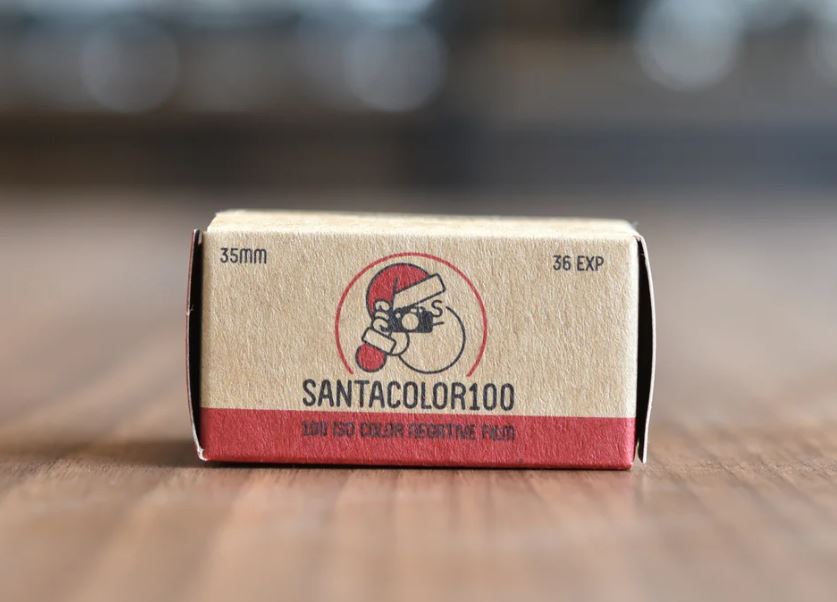 35mm
36 EXP
SANTACOLOR100
100 ISO COLOR NEGATIVE FILM